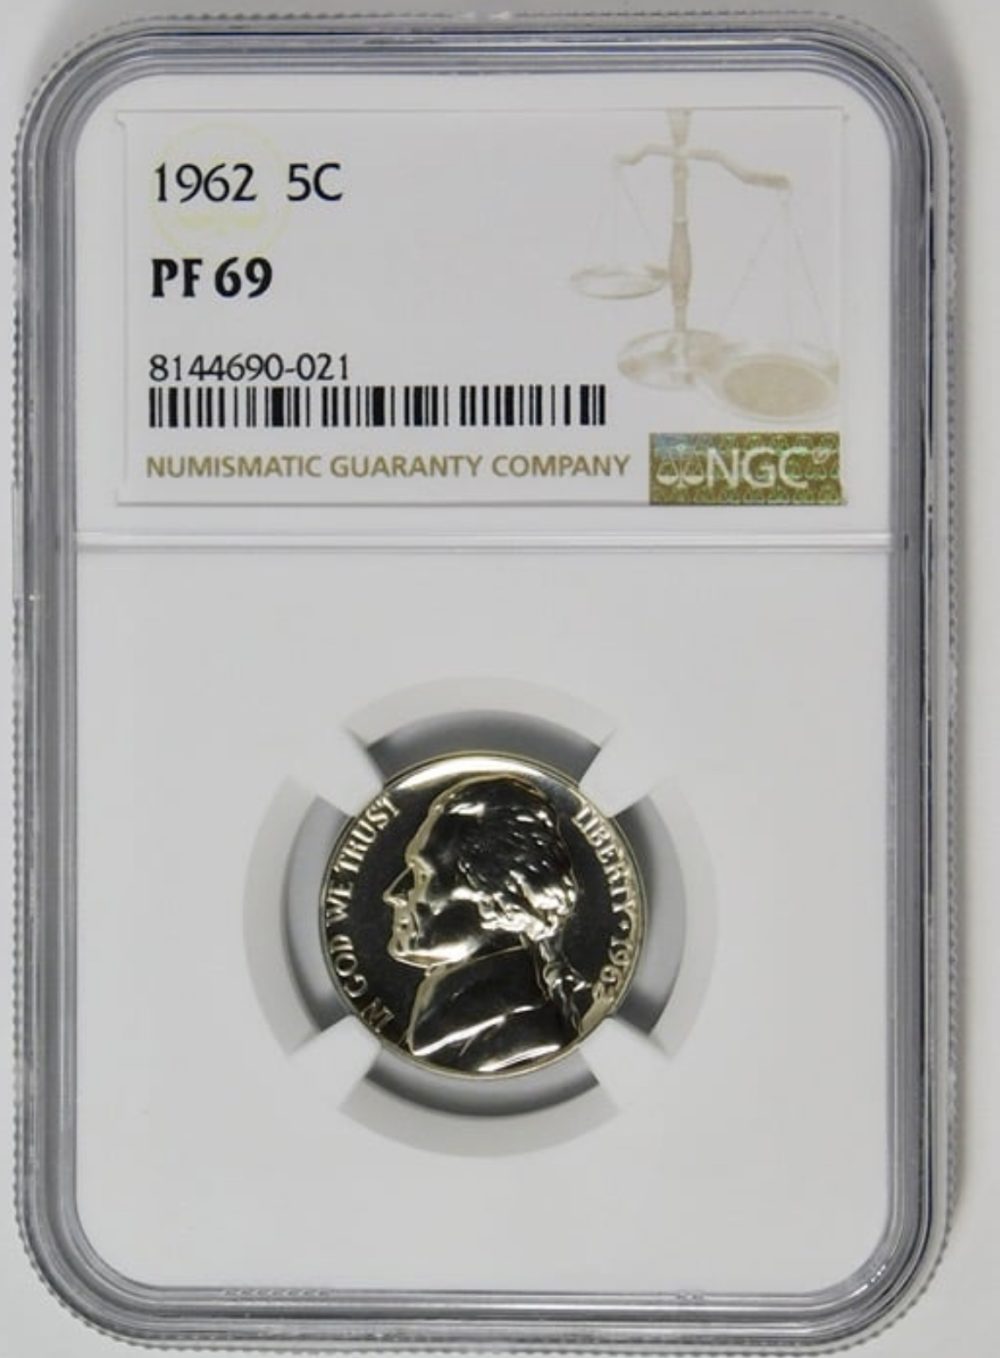 1962 5C
PF 69
8144690-021
NUMISMATIC GUARANTY COMPANY
NGC
IN GOD WE TRUST
LIBERTY • 1962